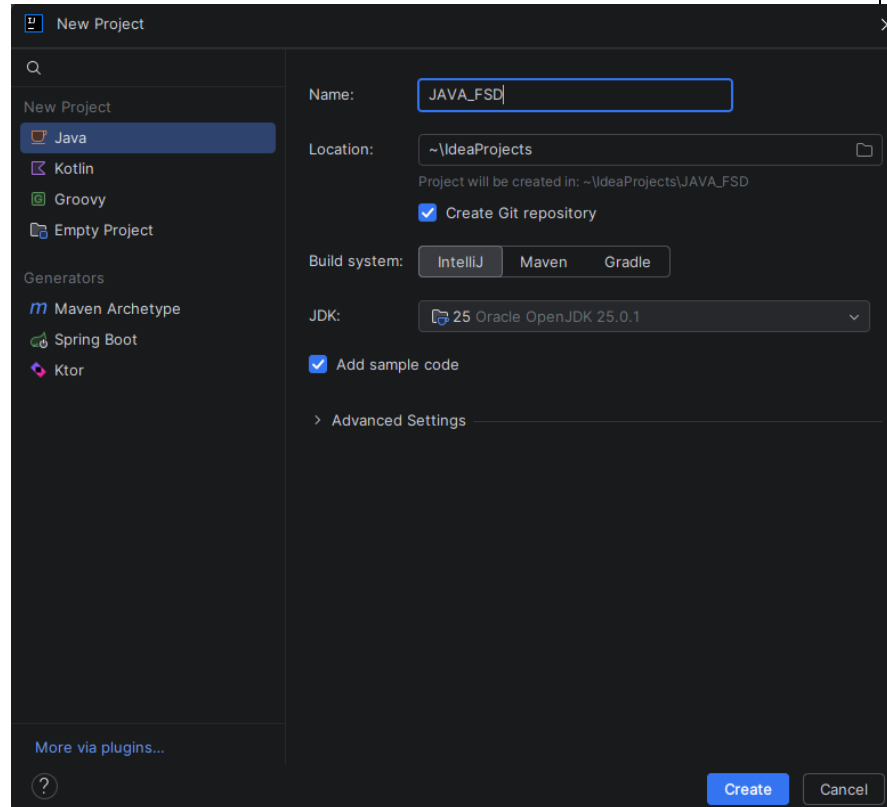 New Project
New Project
Java
Kotlin
Groovy
Empty Project
Generators
Maven Archetype
Spring Boot
Ktor
More via plugins...
?
Name: JAVA_FSD
Location: ~\IdeaProjects
Project will be created in: ~\IdeaProjects\JAVA_FSD
Create Git repository
Build system: IntelliJ Maven Gradle
JDK: 25 Oracle OpenJDK 25.0.1
Add sample code
Advanced Settings
Create Cancel